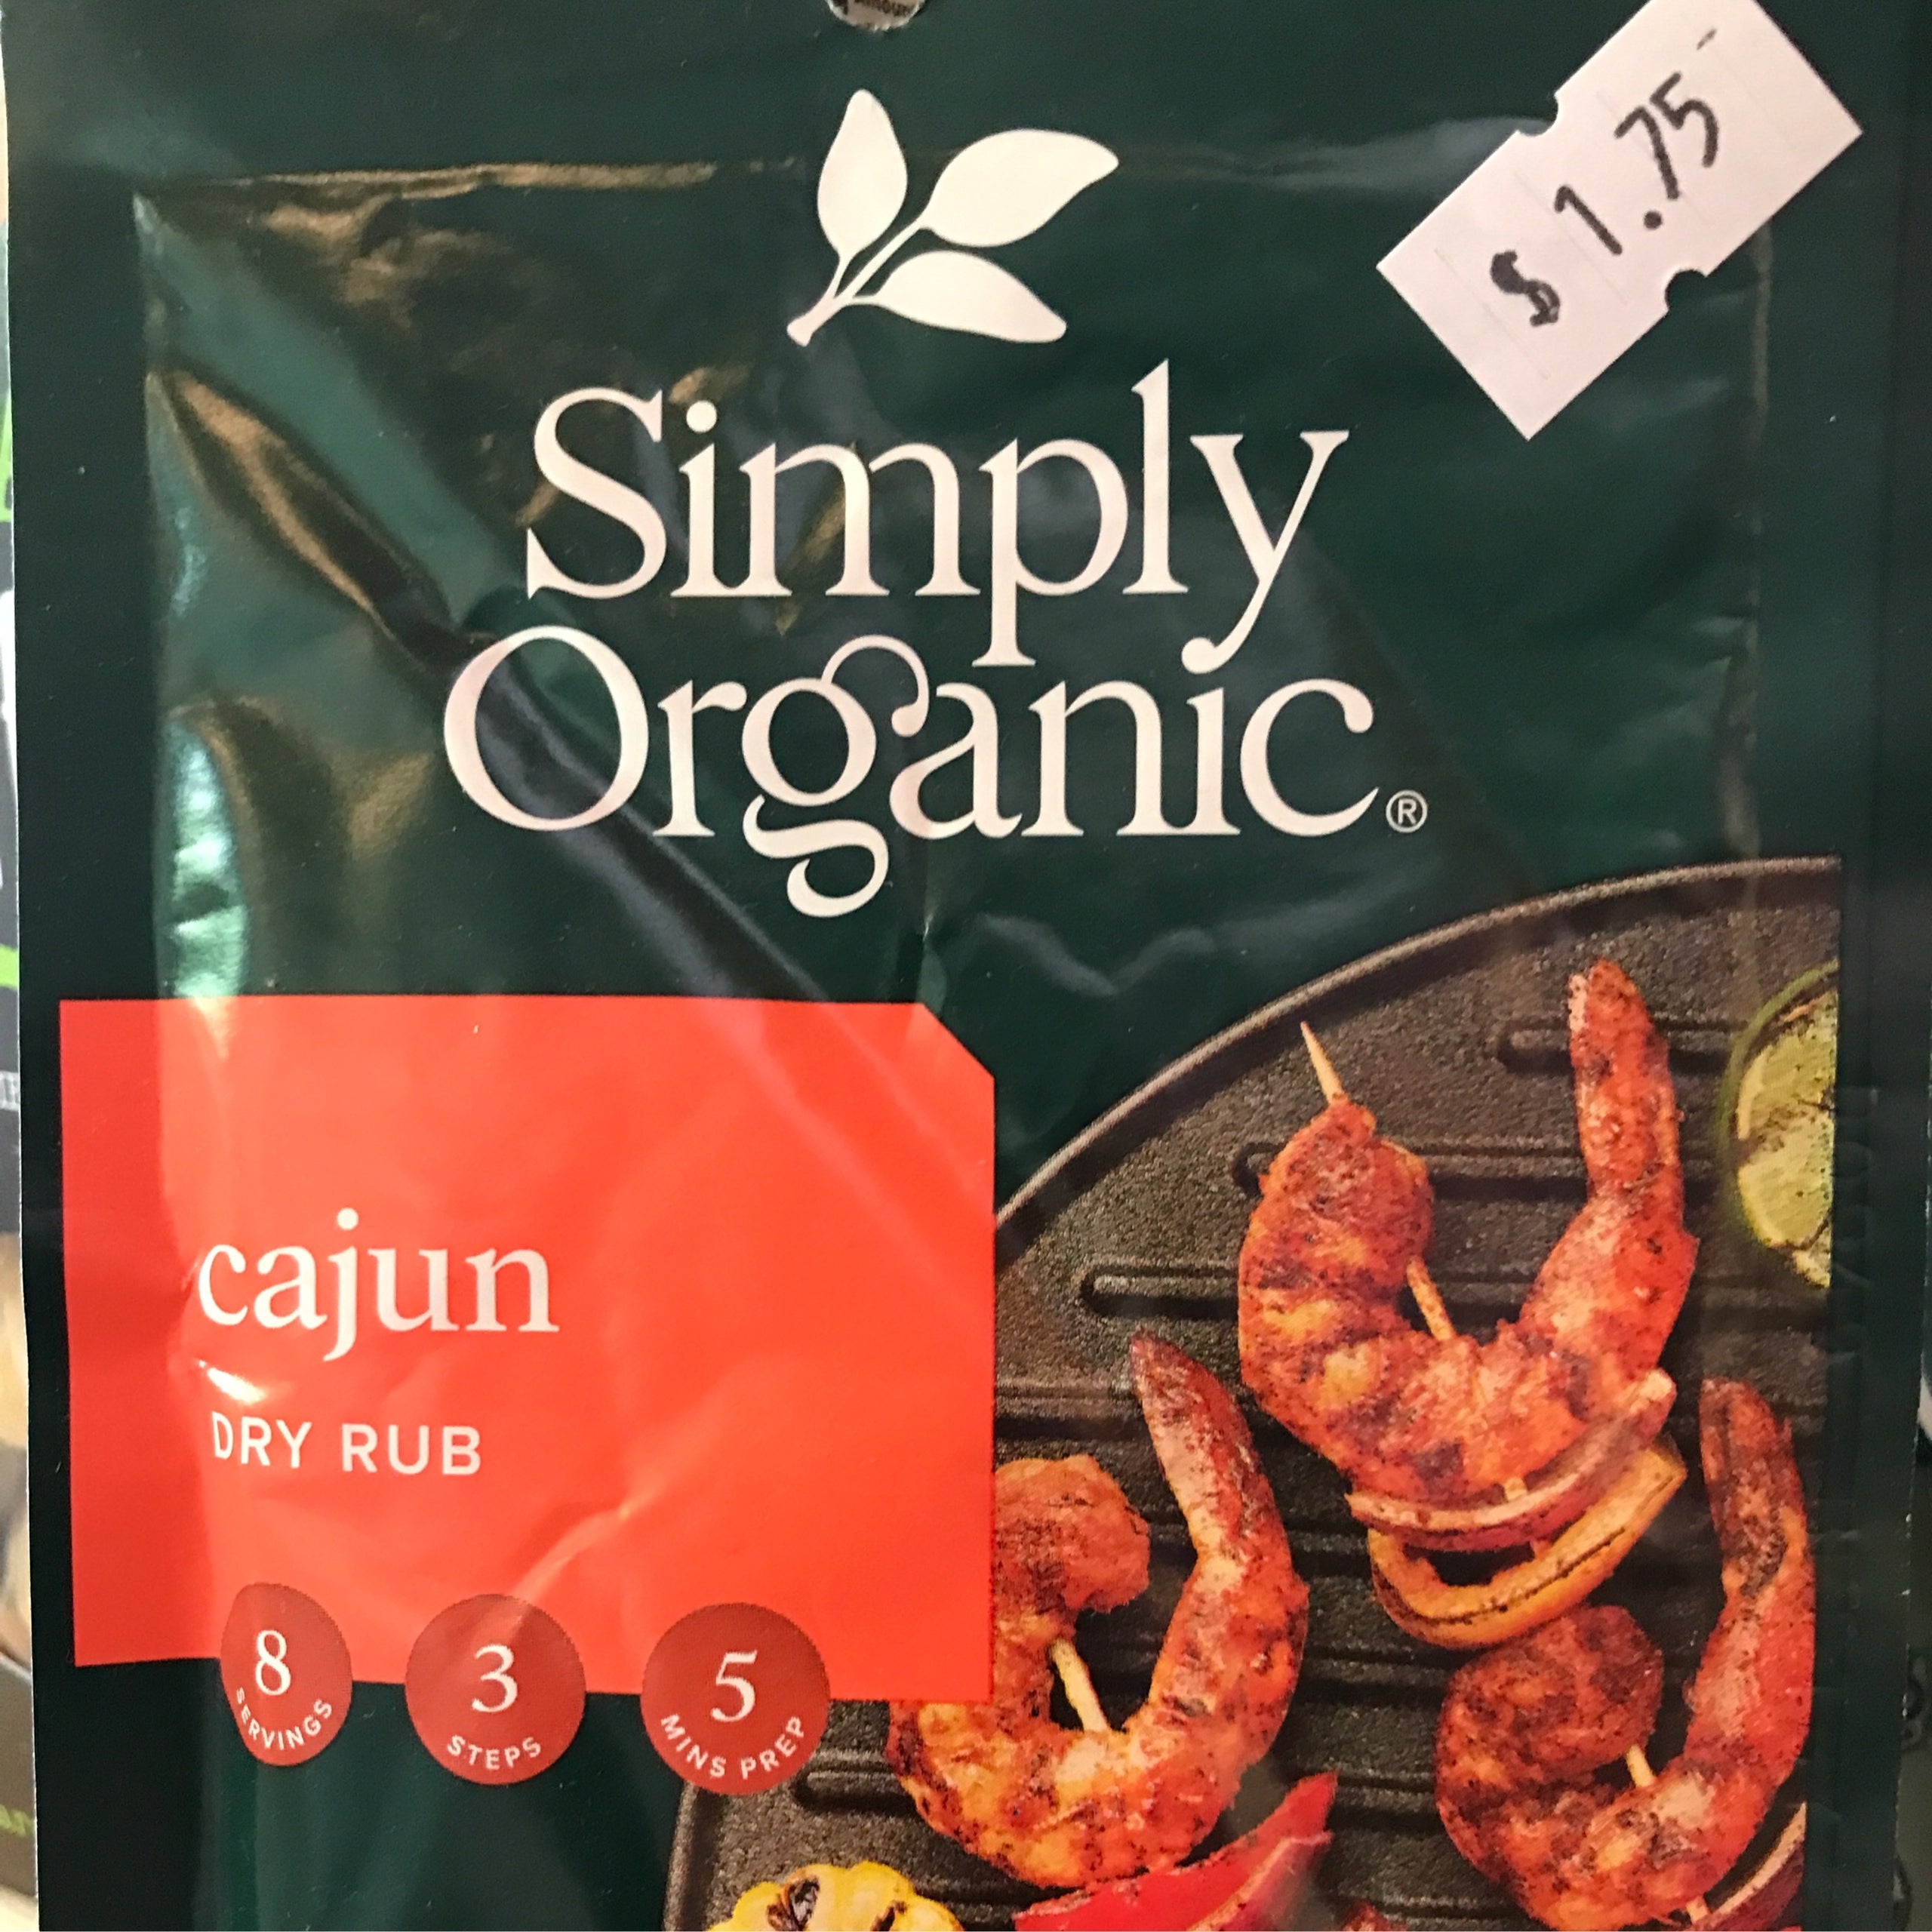 $1.75
Simply
Organic®
cajun
DRY RUB
8
SERVINGS
3
STEPS
5
MINS PREP